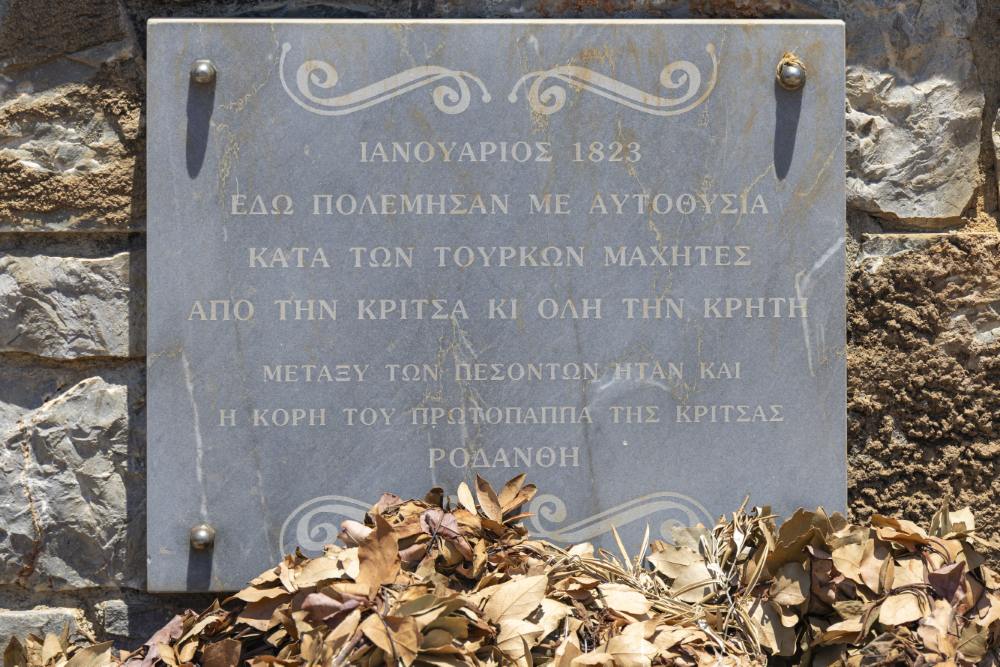 ΙΑΝΟΥΑΡΙΟΣ 1823
ΕΔΩ ΠΟΛΕΜΗΣΑΝ ΜΕ ΑΥΤΟΘΥΣΙΑ
ΚΑΤΑ ΤΩΝ ΤΟΥΡΚΩΝ ΜΑΧΗΤΕΣ
ΑΠΟ ΤΗΝ ΚΡΙΤΣΑ ΚΙ ΟΛΗ ΤΗΝ ΚΡΗΤΗ
ΜΕΤΑΞΥ ΤΩΝ ΠΕΣΟΝΤΩΝ ΗΤΑΝ ΚΑΙ
Η ΚΟΡΗ ΤΟΥ ΠΡΩΤΟΠΑΠΠΑ ΤΗΣ ΚΡΙΤΣΑΣ
ΡΟΔΑΝΘΗ